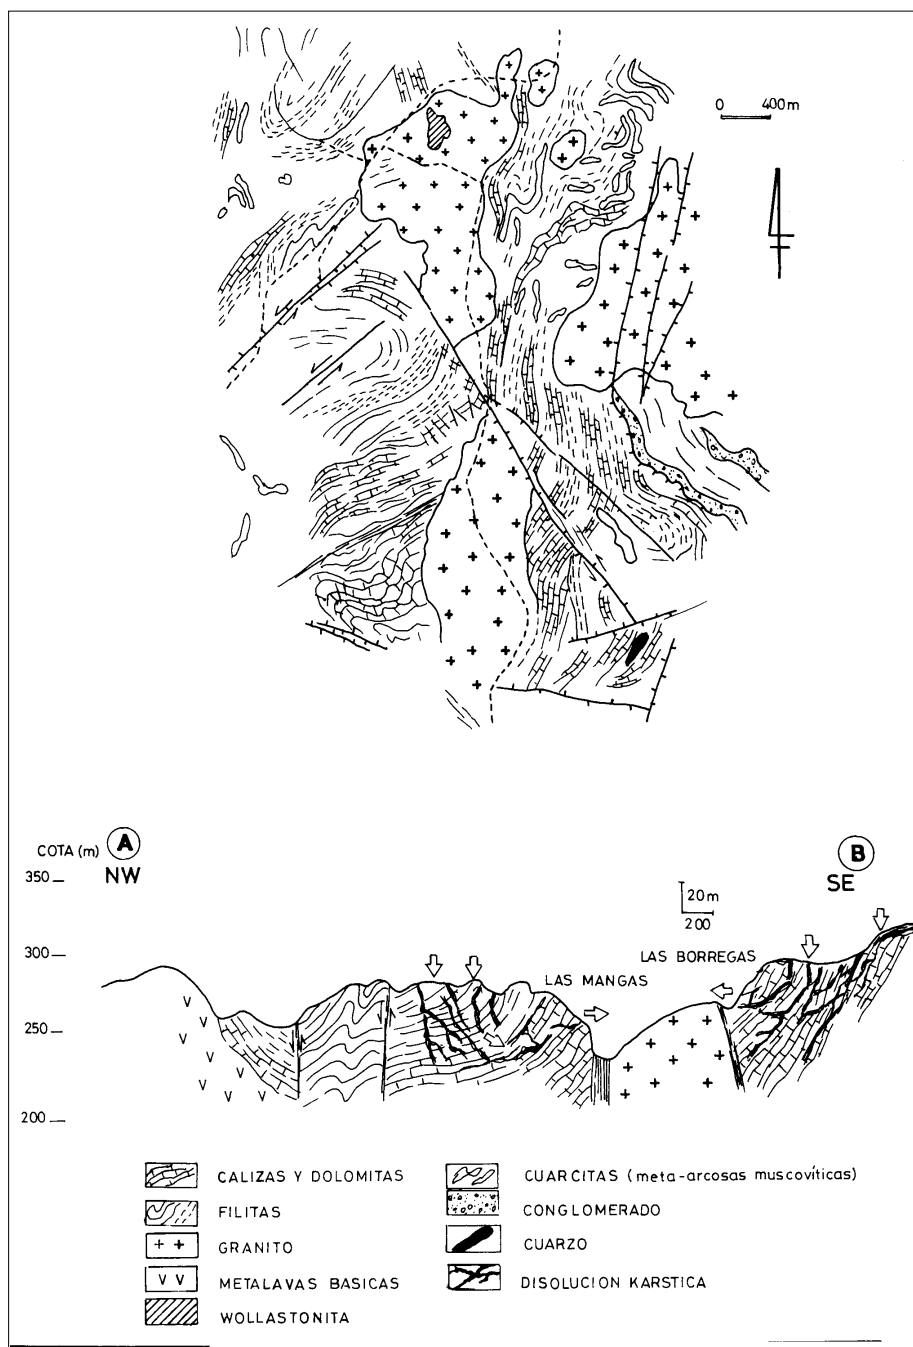 0 400m
COTA (m)
A
NW
B
SE
350
300
250
200
20 m
200
LAS BORREGAS
LAS MANGAS
CALIZAS Y DOLOMITAS
FILITAS
GRANITO
METALAVAS BASICAS
WOLLASTONITA
CUARCITAS (meta-arcosas muscovíticas)
CONGLOMERADO
CUARZO
DISOLUCION KARSTICA